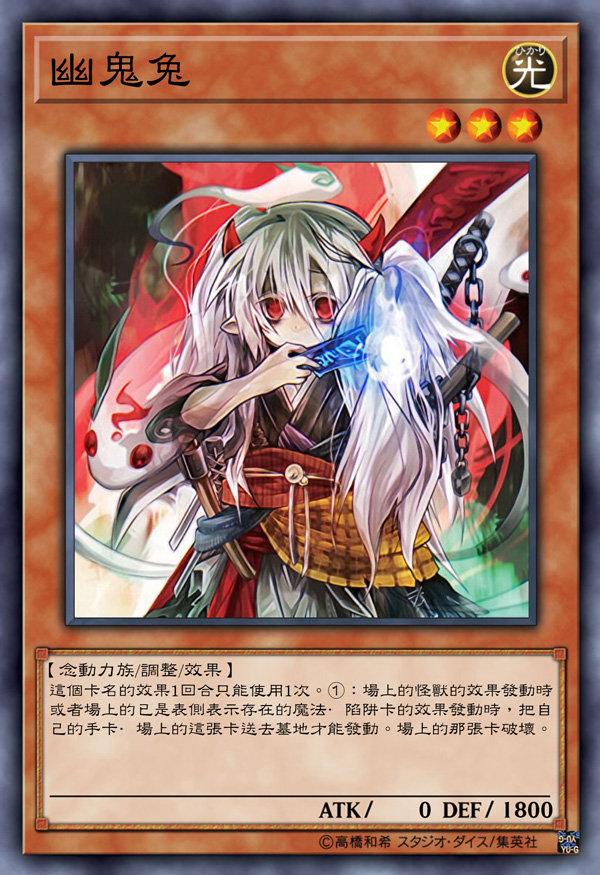 幽鬼兔
ひかり
光
【念動力族/調整/效果】
這個卡名的效果1回合只能使用1次。①：場上的怪獸的效果發動時
或者場上的已是表側表示存在的魔法·陷阱卡的效果發動時，把自
己的手卡·場上的這張卡送去墓地才能發動。場上的那張卡破壞。
ATK/ 0 DEF/ 1800
©高橋和希 スタジオ·ダイス/集英社